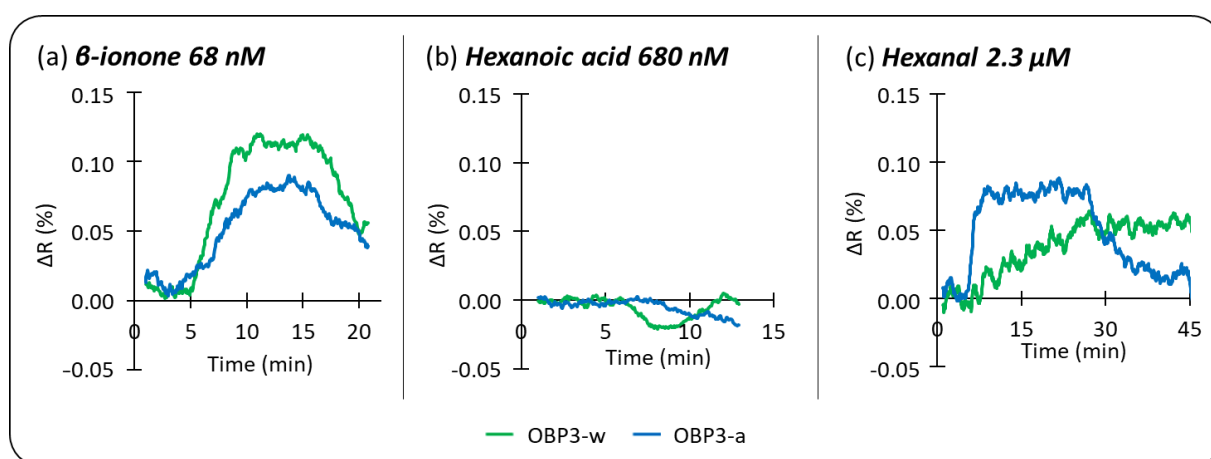 (a) β-ionone 68 nM
0.15
0.10
0.05
0.00
−0.05
0
5
10
15
20
Time (min)
ΔR (%)
(b) Hexanoic acid 680 nM
0.15
0.10
0.05
0.00
−0.05
0
5
10
15
Time (min)
ΔR (%)
(c) Hexanal 2.3 μM
0.15
0.10
0.05
0.00
−0.05
0
15
30
45
Time (min)
ΔR (%)
OBP3-w OBP3-a